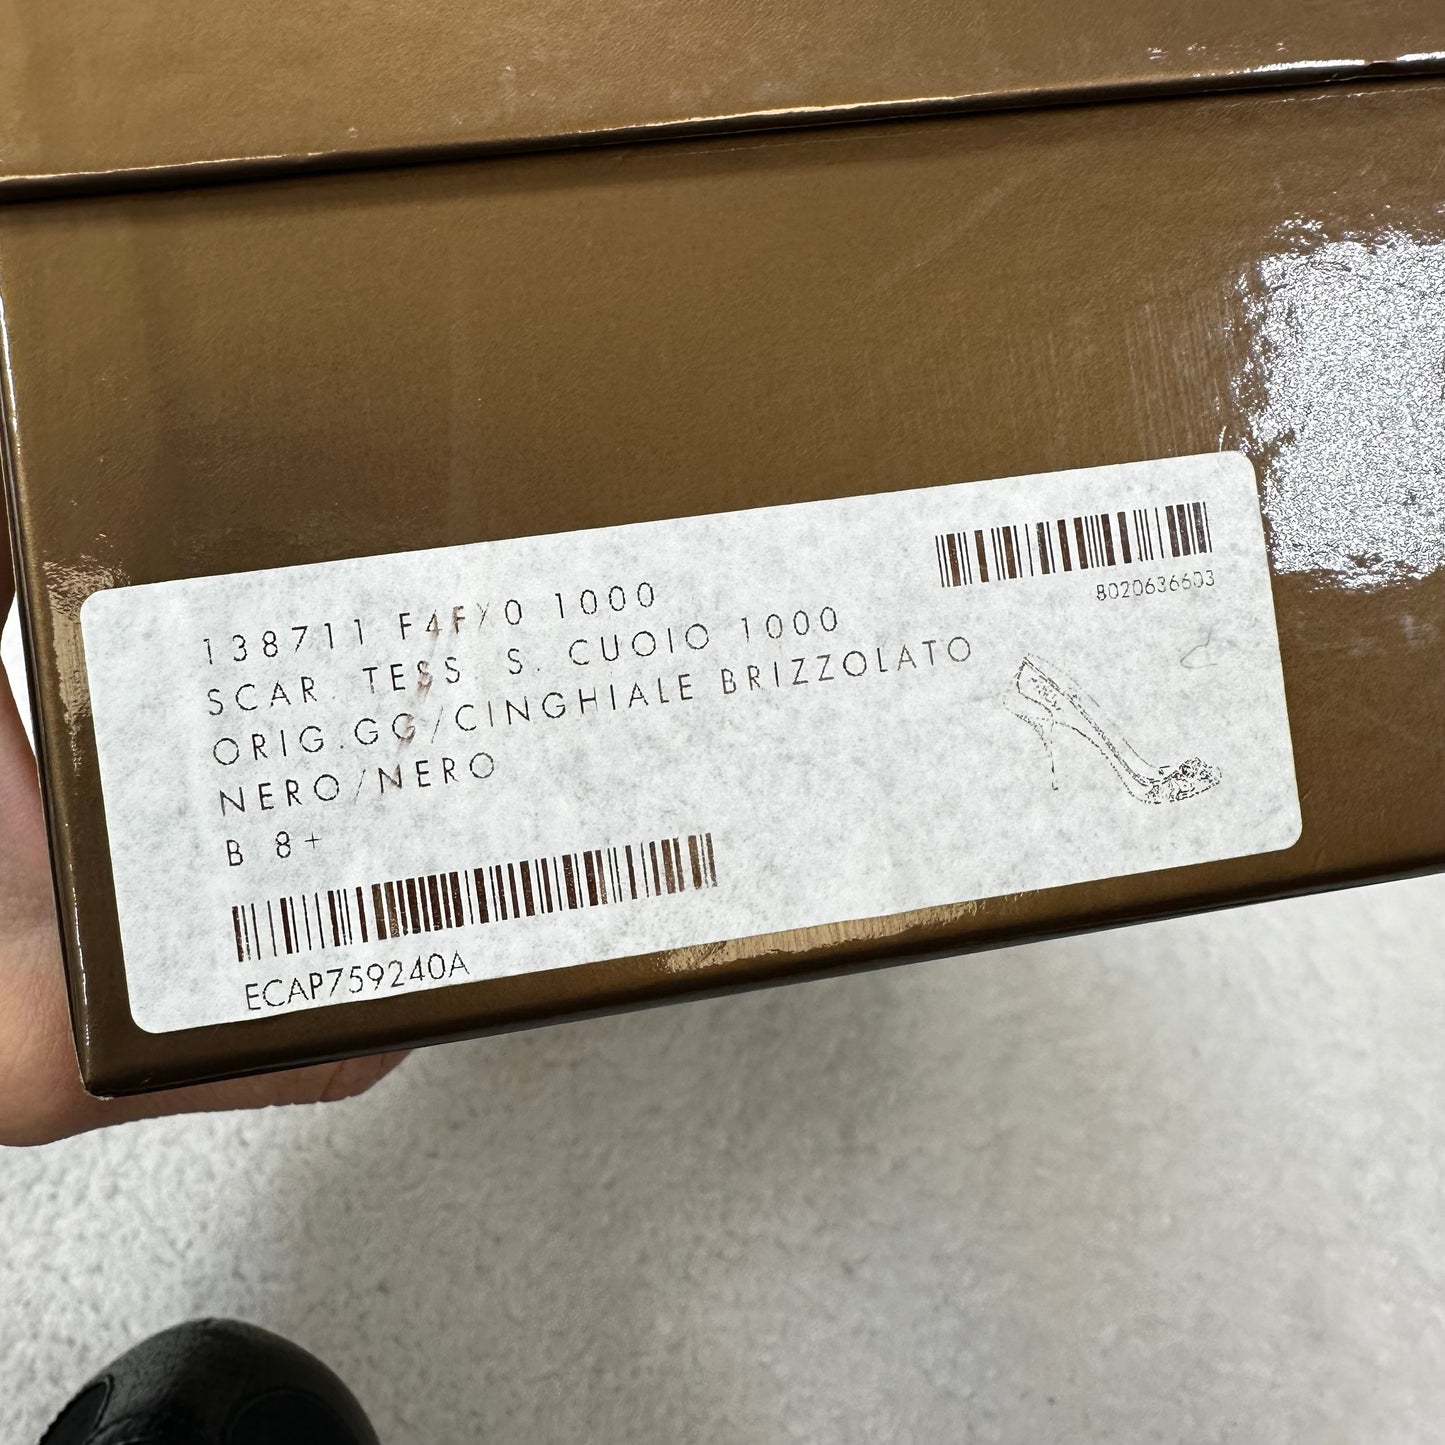 138711 F4FX0 1000
SCAR. TESS. S. CUOIO 1000
ORIG.GG/CINGHIALE BRIZZOLATO
NERO/NERO
B 8+
ECAP759240A
8020636603